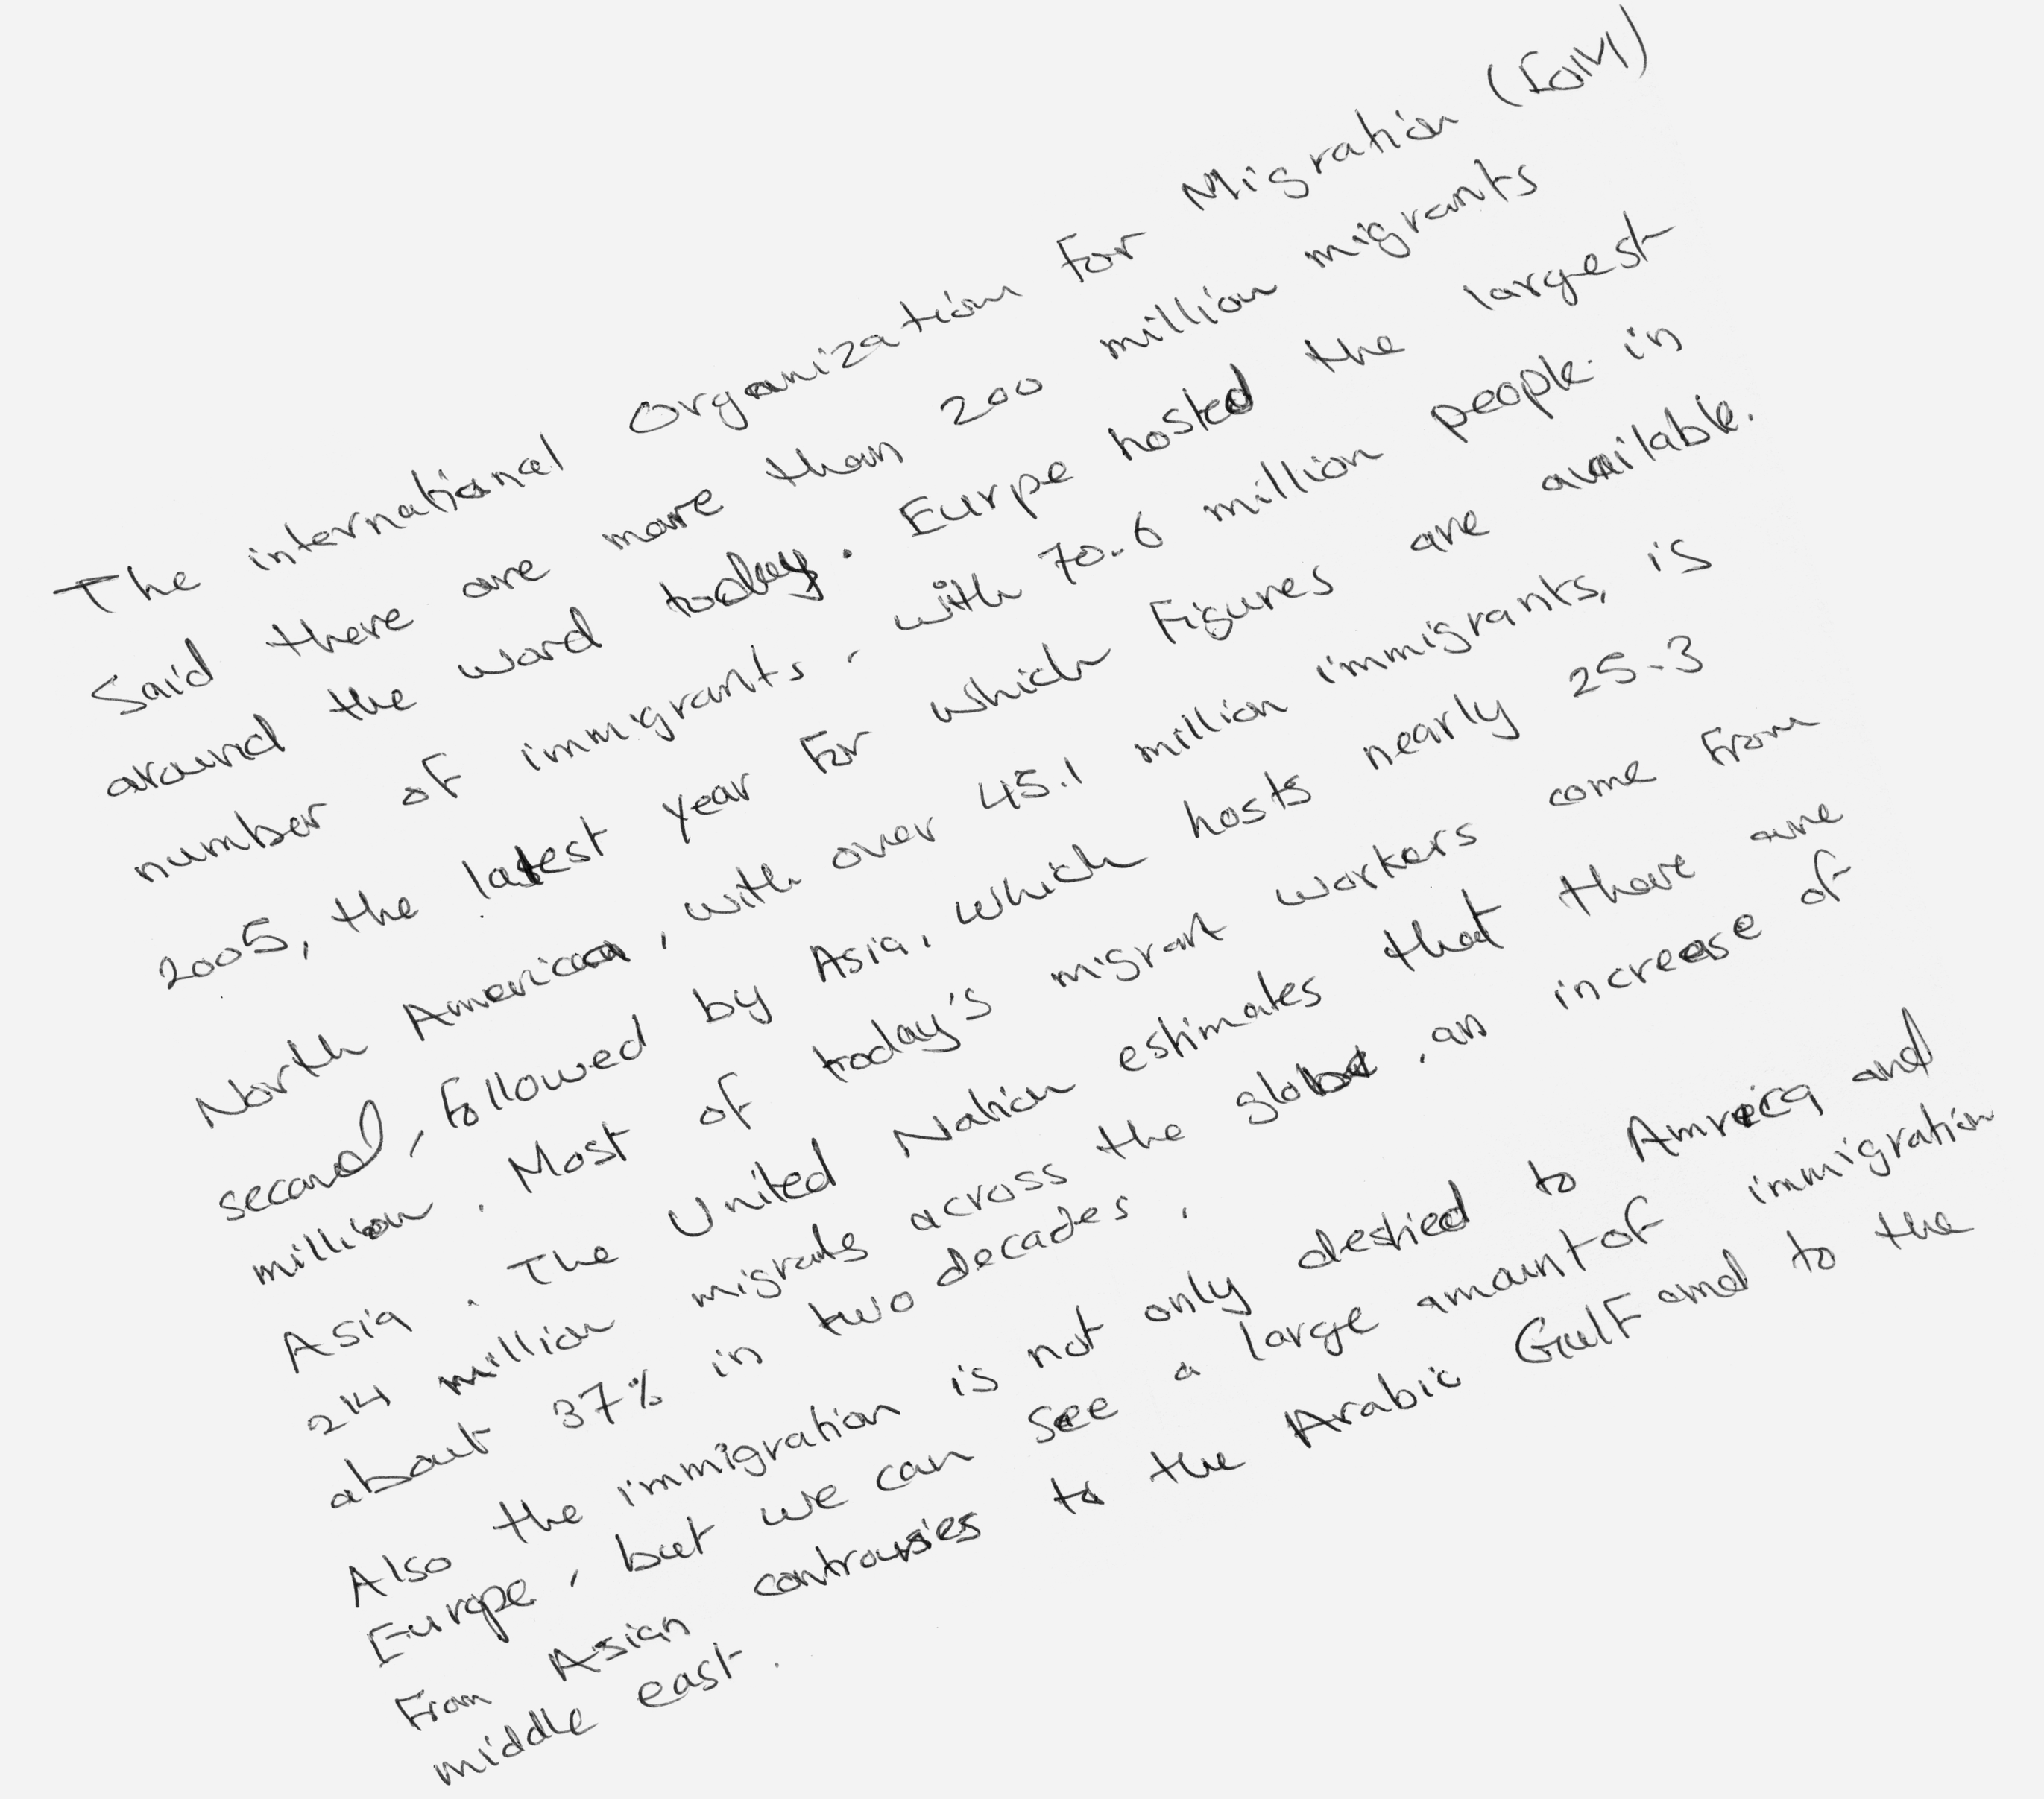 The international Organization For Migration (IOM)
Said there are more than 200 million migrants
around the word today. Eurpe hosted the largest
number of immigrants, with 70.6 million people in
2005, the latest year For which Figures are available.
North American, with over 45.1 million immigrants, is
second, Followed by Asia, which hosts nearly 25.3
million. Most of today's migrant workers come From
Asia. The United Nation estimates that there are
214 million migrats across the globe, an increase of
about 37% in two decades.
Also the immigration is not only destied to Amreica and
Europe, but we can see a large amount of immigration
From Asian controusies to the Arabic Gulf and to the
middle east.